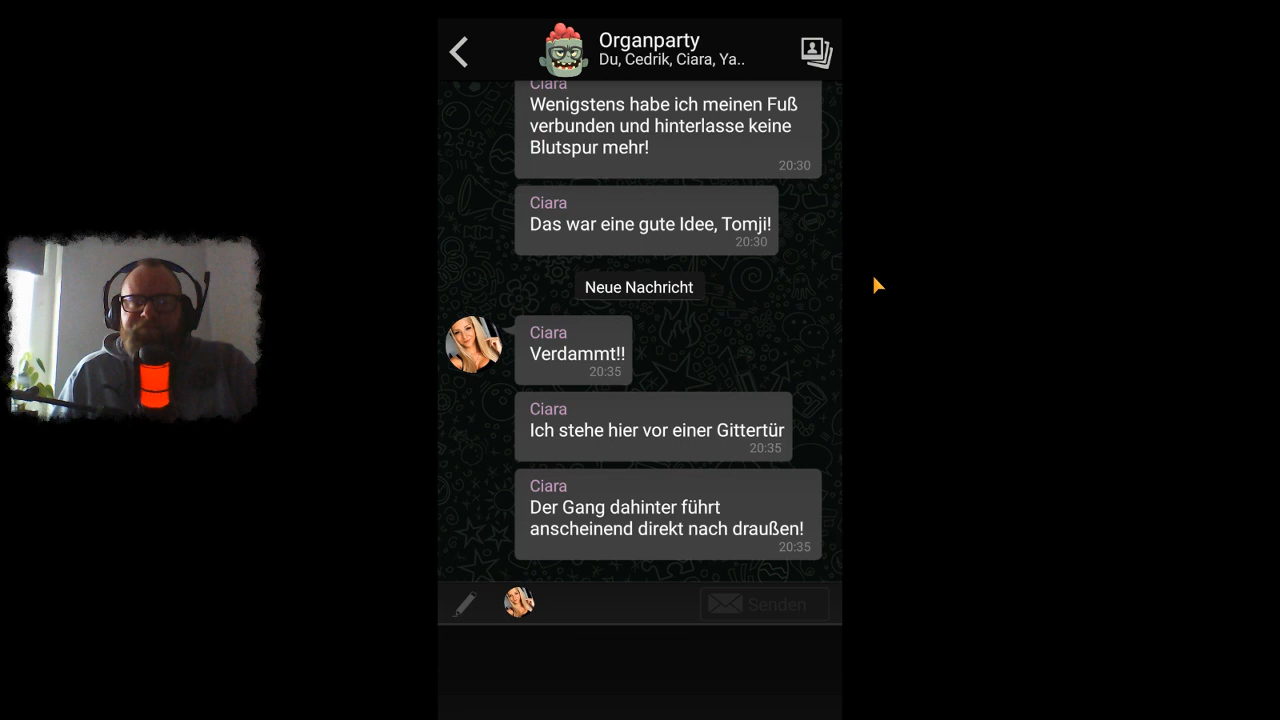 Organparty
Du, Cedrik, Ciara, Ya..
Ciara
Wenigstens habe ich meinen Fuß
verbunden und hinterlasse keine
Blutspur mehr!
20:30
Ciara
Das war eine gute Idee, Tomji!
20:30
Neue Nachricht
Ciara
Verdammt!!
20:35
Ciara
Ich stehe hier vor einer Gittertür
20:35
Ciara
Der Gang dahinter führt
anscheinend direkt nach draußen!
20:35
Senden